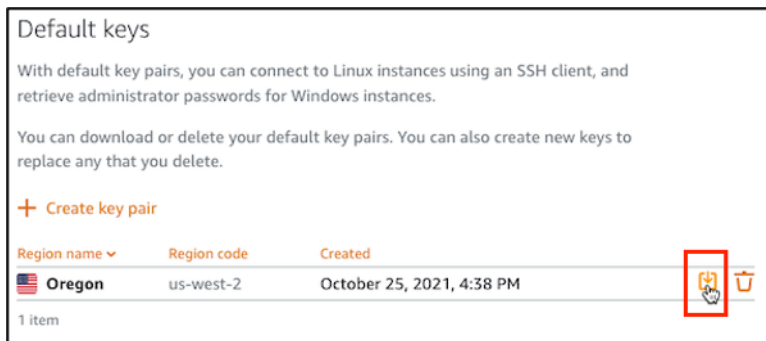 Default keys
With default key pairs, you can connect to Linux instances using an SSH client, and
retrieve administrator passwords for Windows instances.
You can download or delete your default key pairs. You can also create new keys to
replace any that you delete.
+ Create key pair
Region name Region code Created
Oregon us-west-2 October 25, 2021, 4:38 PM
1 item